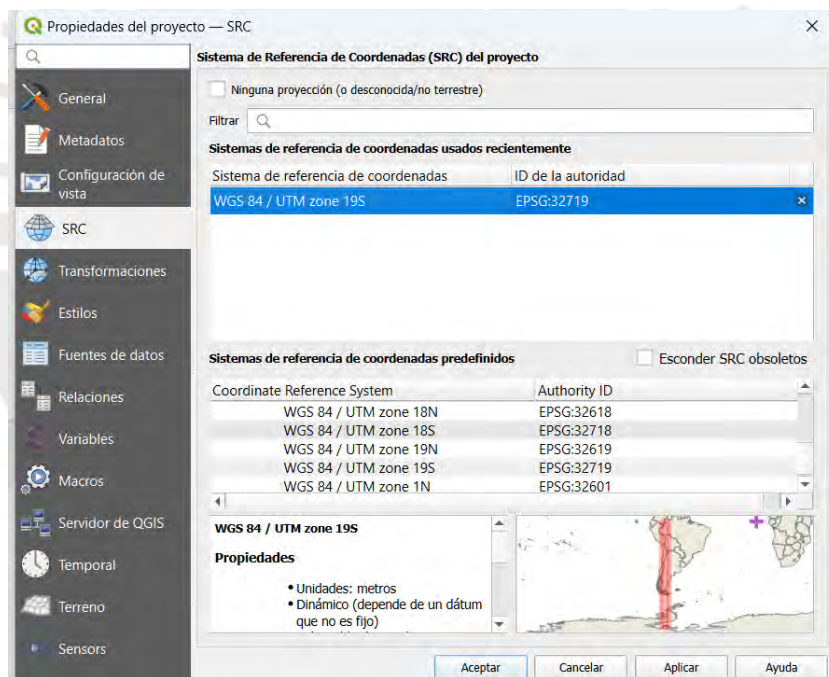 Propiedades del proyecto — SRC
Sistema de Referencia de Coordenadas (SRC) del proyecto
General
Metadatos
Configuración de
vista
SRC
Transformaciones
Estilos
Fuentes de datos
Relaciones
Variables
Macros
Servidor de QGIS
Temporal
Terreno
Sensors
Ninguna proyección (o desconocida/no terrestre)
Filtrar
Sistemas de referencia de coordenadas usados recientemente
Sistema de referencia de coordenadas ID de la autoridad
WGS 84 / UTM zone 19S EPSG:32719
Sistemas de referencia de coordenadas predefinidos Esconder SRC obsoletos
Coordinate Reference System Authority ID
WGS 84 / UTM zone 18N EPSG:32618
WGS 84 / UTM zone 18S EPSG:32718
WGS 84 / UTM zone 19N EPSG:32619
WGS 84 / UTM zone 19S EPSG:32719
WGS 84 / UTM zone 1N EPSG:32601
WGS 84 / UTM zone 19S
Propiedades
• Unidades: metros
• Dinámico (depende de un dátum
que no es fijo)
Aceptar Cancelar Aplicar Ayuda